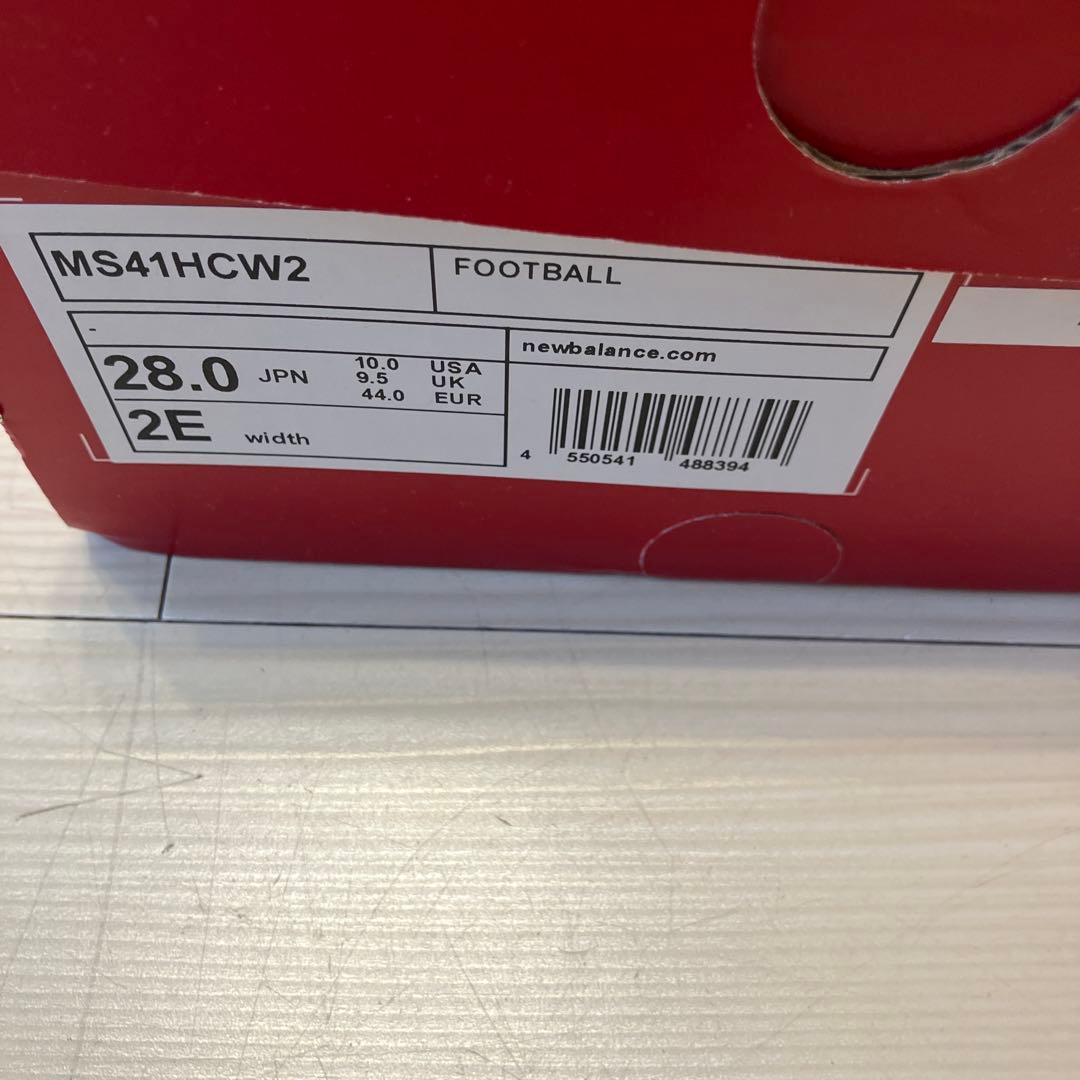 MS41HCW2
FOOTBALL
-
newbalance.com
28.0 JPN
10.0 USA
9.5 UK
44.0 EUR
2E width
4 550541 488394